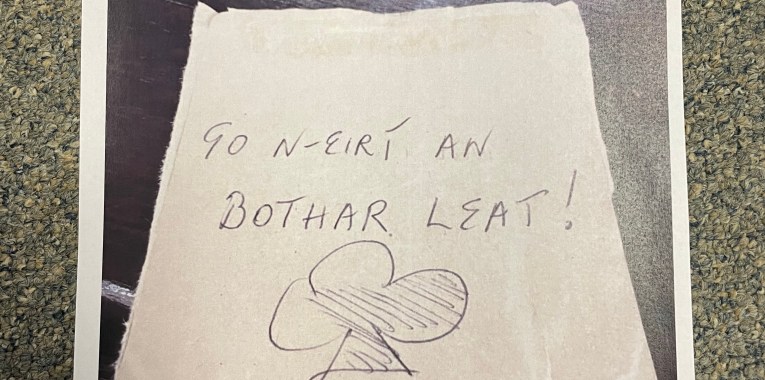 GO N-EIRÍ AN
BOTHAR LEAT!